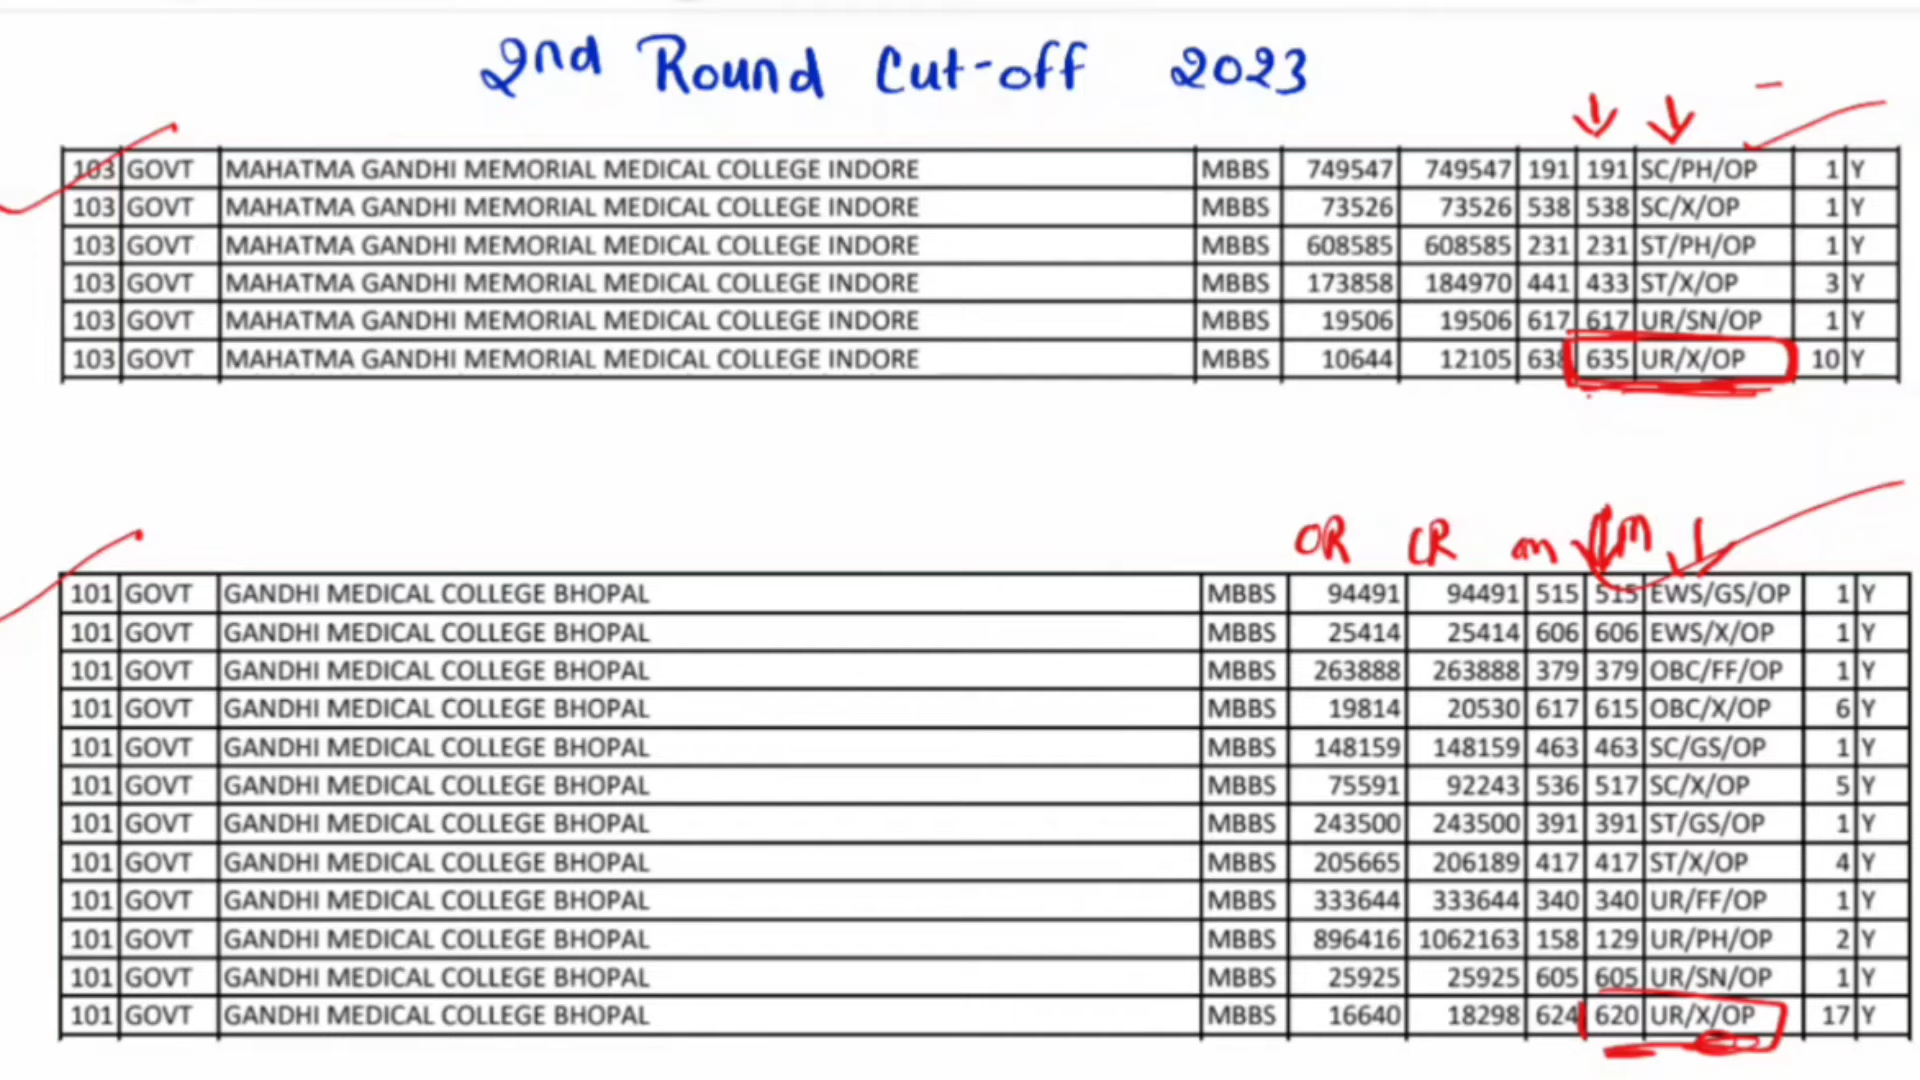 2nd Round Cut-off 2023
103 GOVT MAHATMA GANDHI MEMORIAL MEDICAL COLLEGE INDORE MBBS 749547 749547 191 191 SC/PH/OP 1 Y
103 GOVT MAHATMA GANDHI MEMORIAL MEDICAL COLLEGE INDORE MBBS 73526 73526 538 538 SC/X/OP 1 Y
103 GOVT MAHATMA GANDHI MEMORIAL MEDICAL COLLEGE INDORE MBBS 608585 608585 231 231 ST/PH/OP 1 Y
103 GOVT MAHATMA GANDHI MEMORIAL MEDICAL COLLEGE INDORE MBBS 173858 184970 441 433 ST/X/OP 3 Y
103 GOVT MAHATMA GANDHI MEMORIAL MEDICAL COLLEGE INDORE MBBS 19506 19506 617 617 UR/SN/OP 1 Y
103 GOVT MAHATMA GANDHI MEMORIAL MEDICAL COLLEGE INDORE MBBS 10644 12105 638 635 UR/X/OP 10 Y
OR CR m m
101 GOVT GANDHI MEDICAL COLLEGE BHOPAL MBBS 94491 94491 515 515 EWS/GS/OP 1 Y
101 GOVT GANDHI MEDICAL COLLEGE BHOPAL MBBS 25414 25414 606 606 EWS/X/OP 1 Y
101 GOVT GANDHI MEDICAL COLLEGE BHOPAL MBBS 263888 263888 379 379 OBC/FF/OP 1 Y
101 GOVT GANDHI MEDICAL COLLEGE BHOPAL MBBS 19814 20530 617 615 OBC/X/OP 6 Y
101 GOVT GANDHI MEDICAL COLLEGE BHOPAL MBBS 148159 148159 463 463 SC/GS/OP 1 Y
101 GOVT GANDHI MEDICAL COLLEGE BHOPAL MBBS 75591 92243 536 517 SC/X/OP 5 Y
101 GOVT GANDHI MEDICAL COLLEGE BHOPAL MBBS 243500 243500 391 391 ST/GS/OP 1 Y
101 GOVT GANDHI MEDICAL COLLEGE BHOPAL MBBS 205665 206189 417 417 ST/X/OP 4 Y
101 GOVT GANDHI MEDICAL COLLEGE BHOPAL MBBS 333644 333644 340 340 UR/FF/OP 1 Y
101 GOVT GANDHI MEDICAL COLLEGE BHOPAL MBBS 896416 1062163 158 129 UR/PH/OP 2 Y
101 GOVT GANDHI MEDICAL COLLEGE BHOPAL MBBS 25925 25925 605 605 UR/SN/OP 1 Y
101 GOVT GANDHI MEDICAL COLLEGE BHOPAL MBBS 16640 18298 624 620 UR/X/OP 17 Y